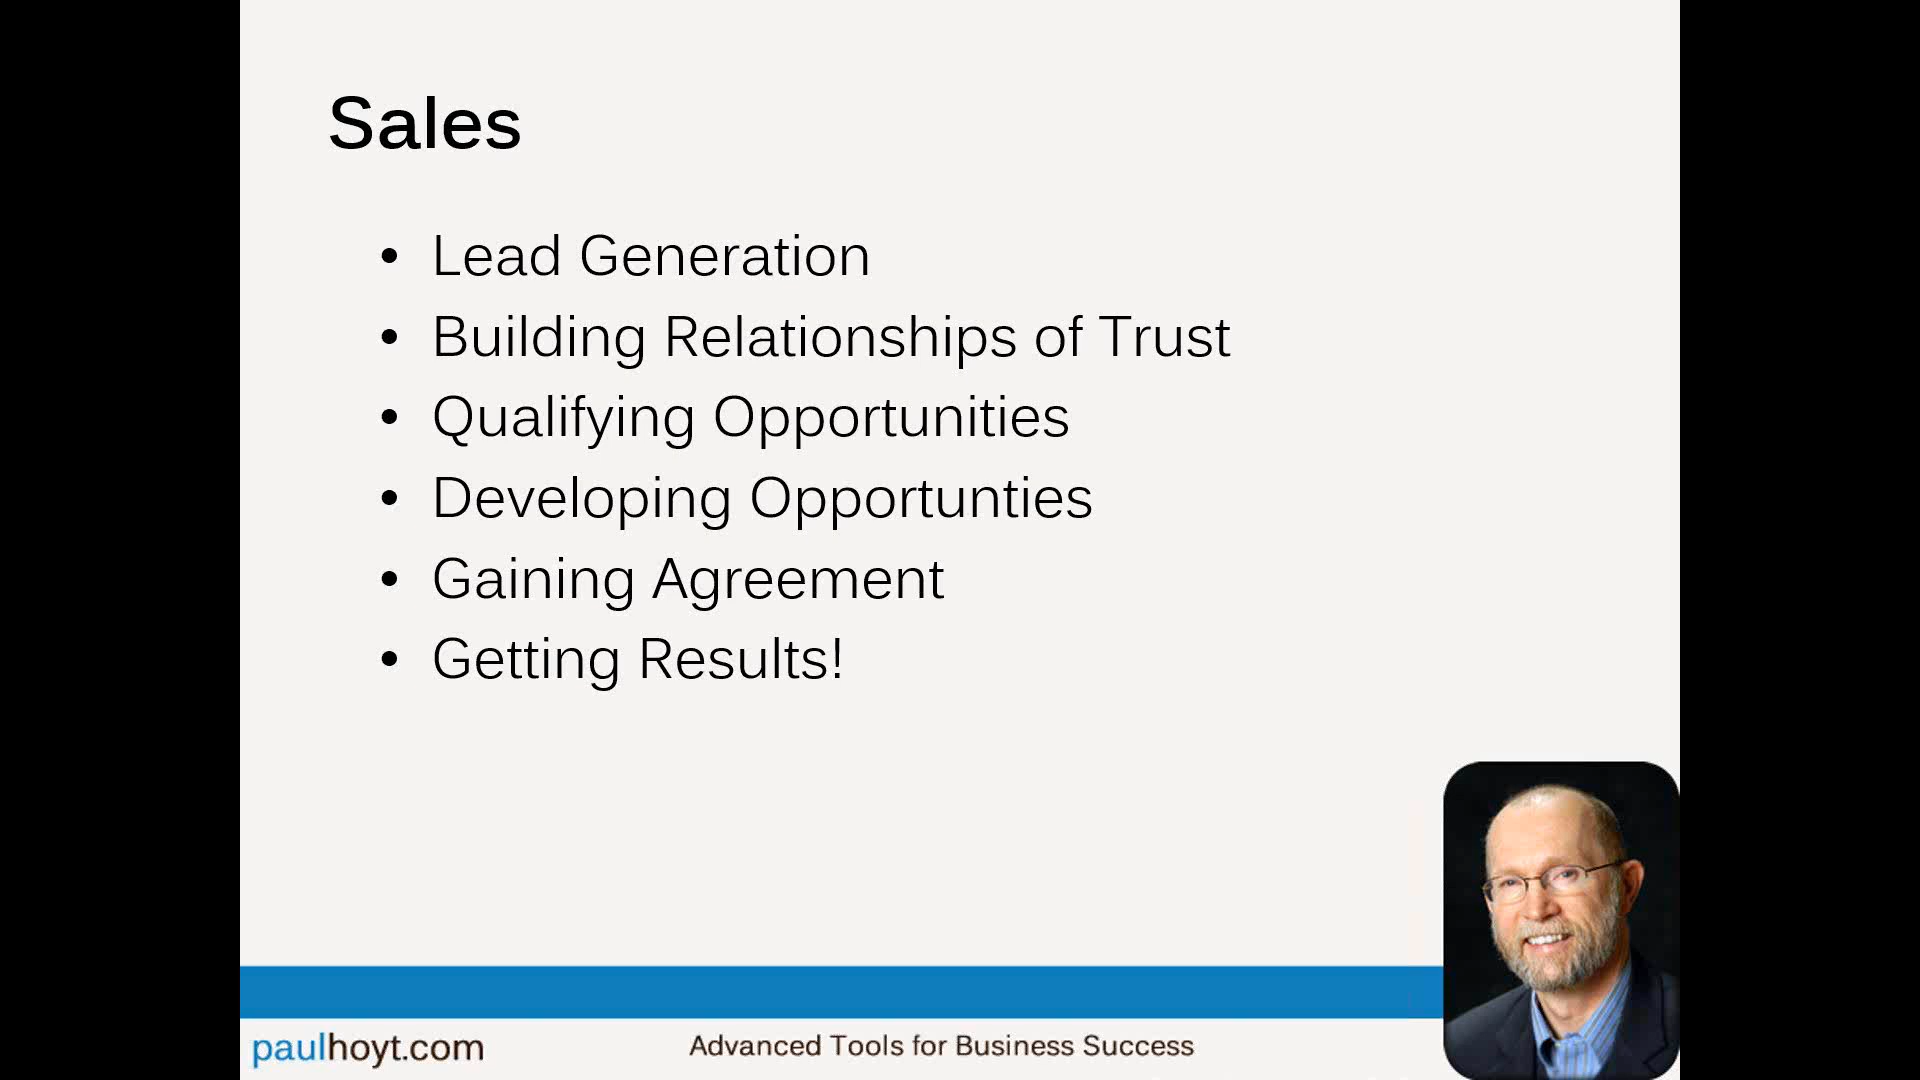 Sales
• Lead Generation
• Building Relationships of Trust
• Qualifying Opportunities
• Developing Opportunties
• Gaining Agreement
• Getting Results!
paulhoyt.com
Advanced Tools for Business Success